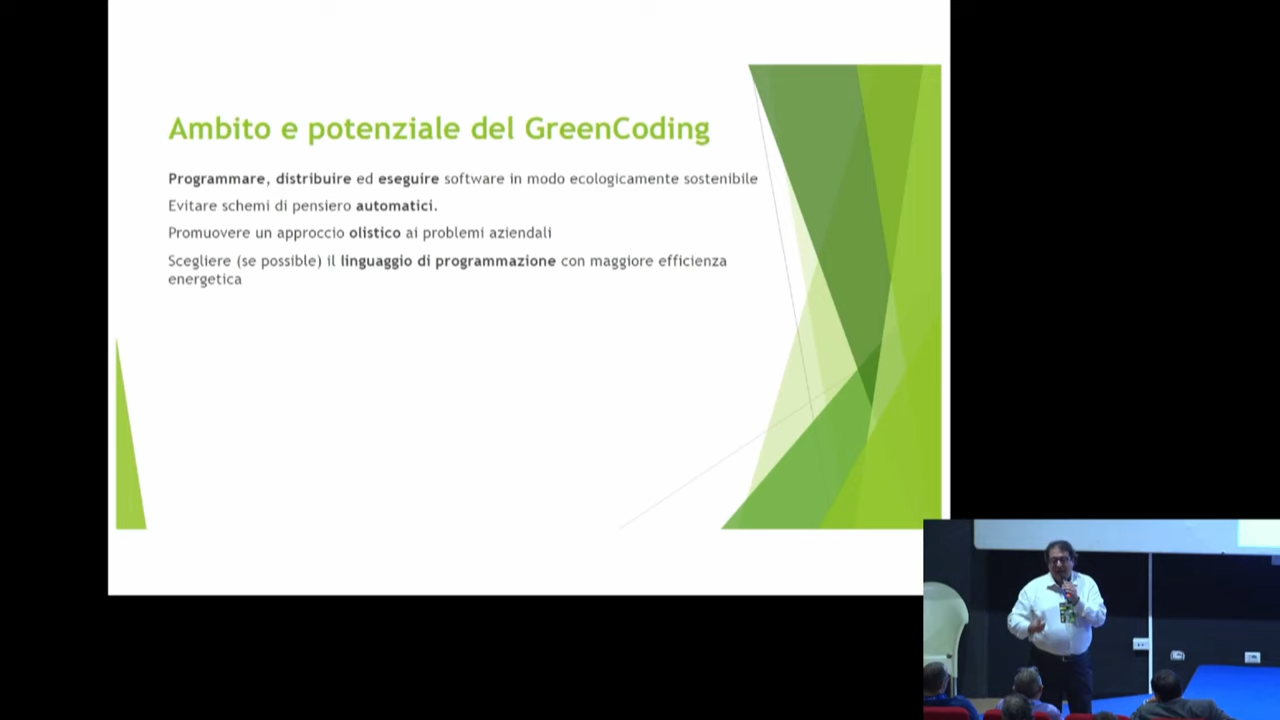 Ambito e potenziale del GreenCoding
Programmare, distribuire ed eseguire software in modo ecologicamente sostenibile
Evitare schemi di pensiero automatici.
Promuovere un approccio olistico ai problemi aziendali
Scegliere (se possible) il linguaggio di programmazione con maggiore efficienza
energetica